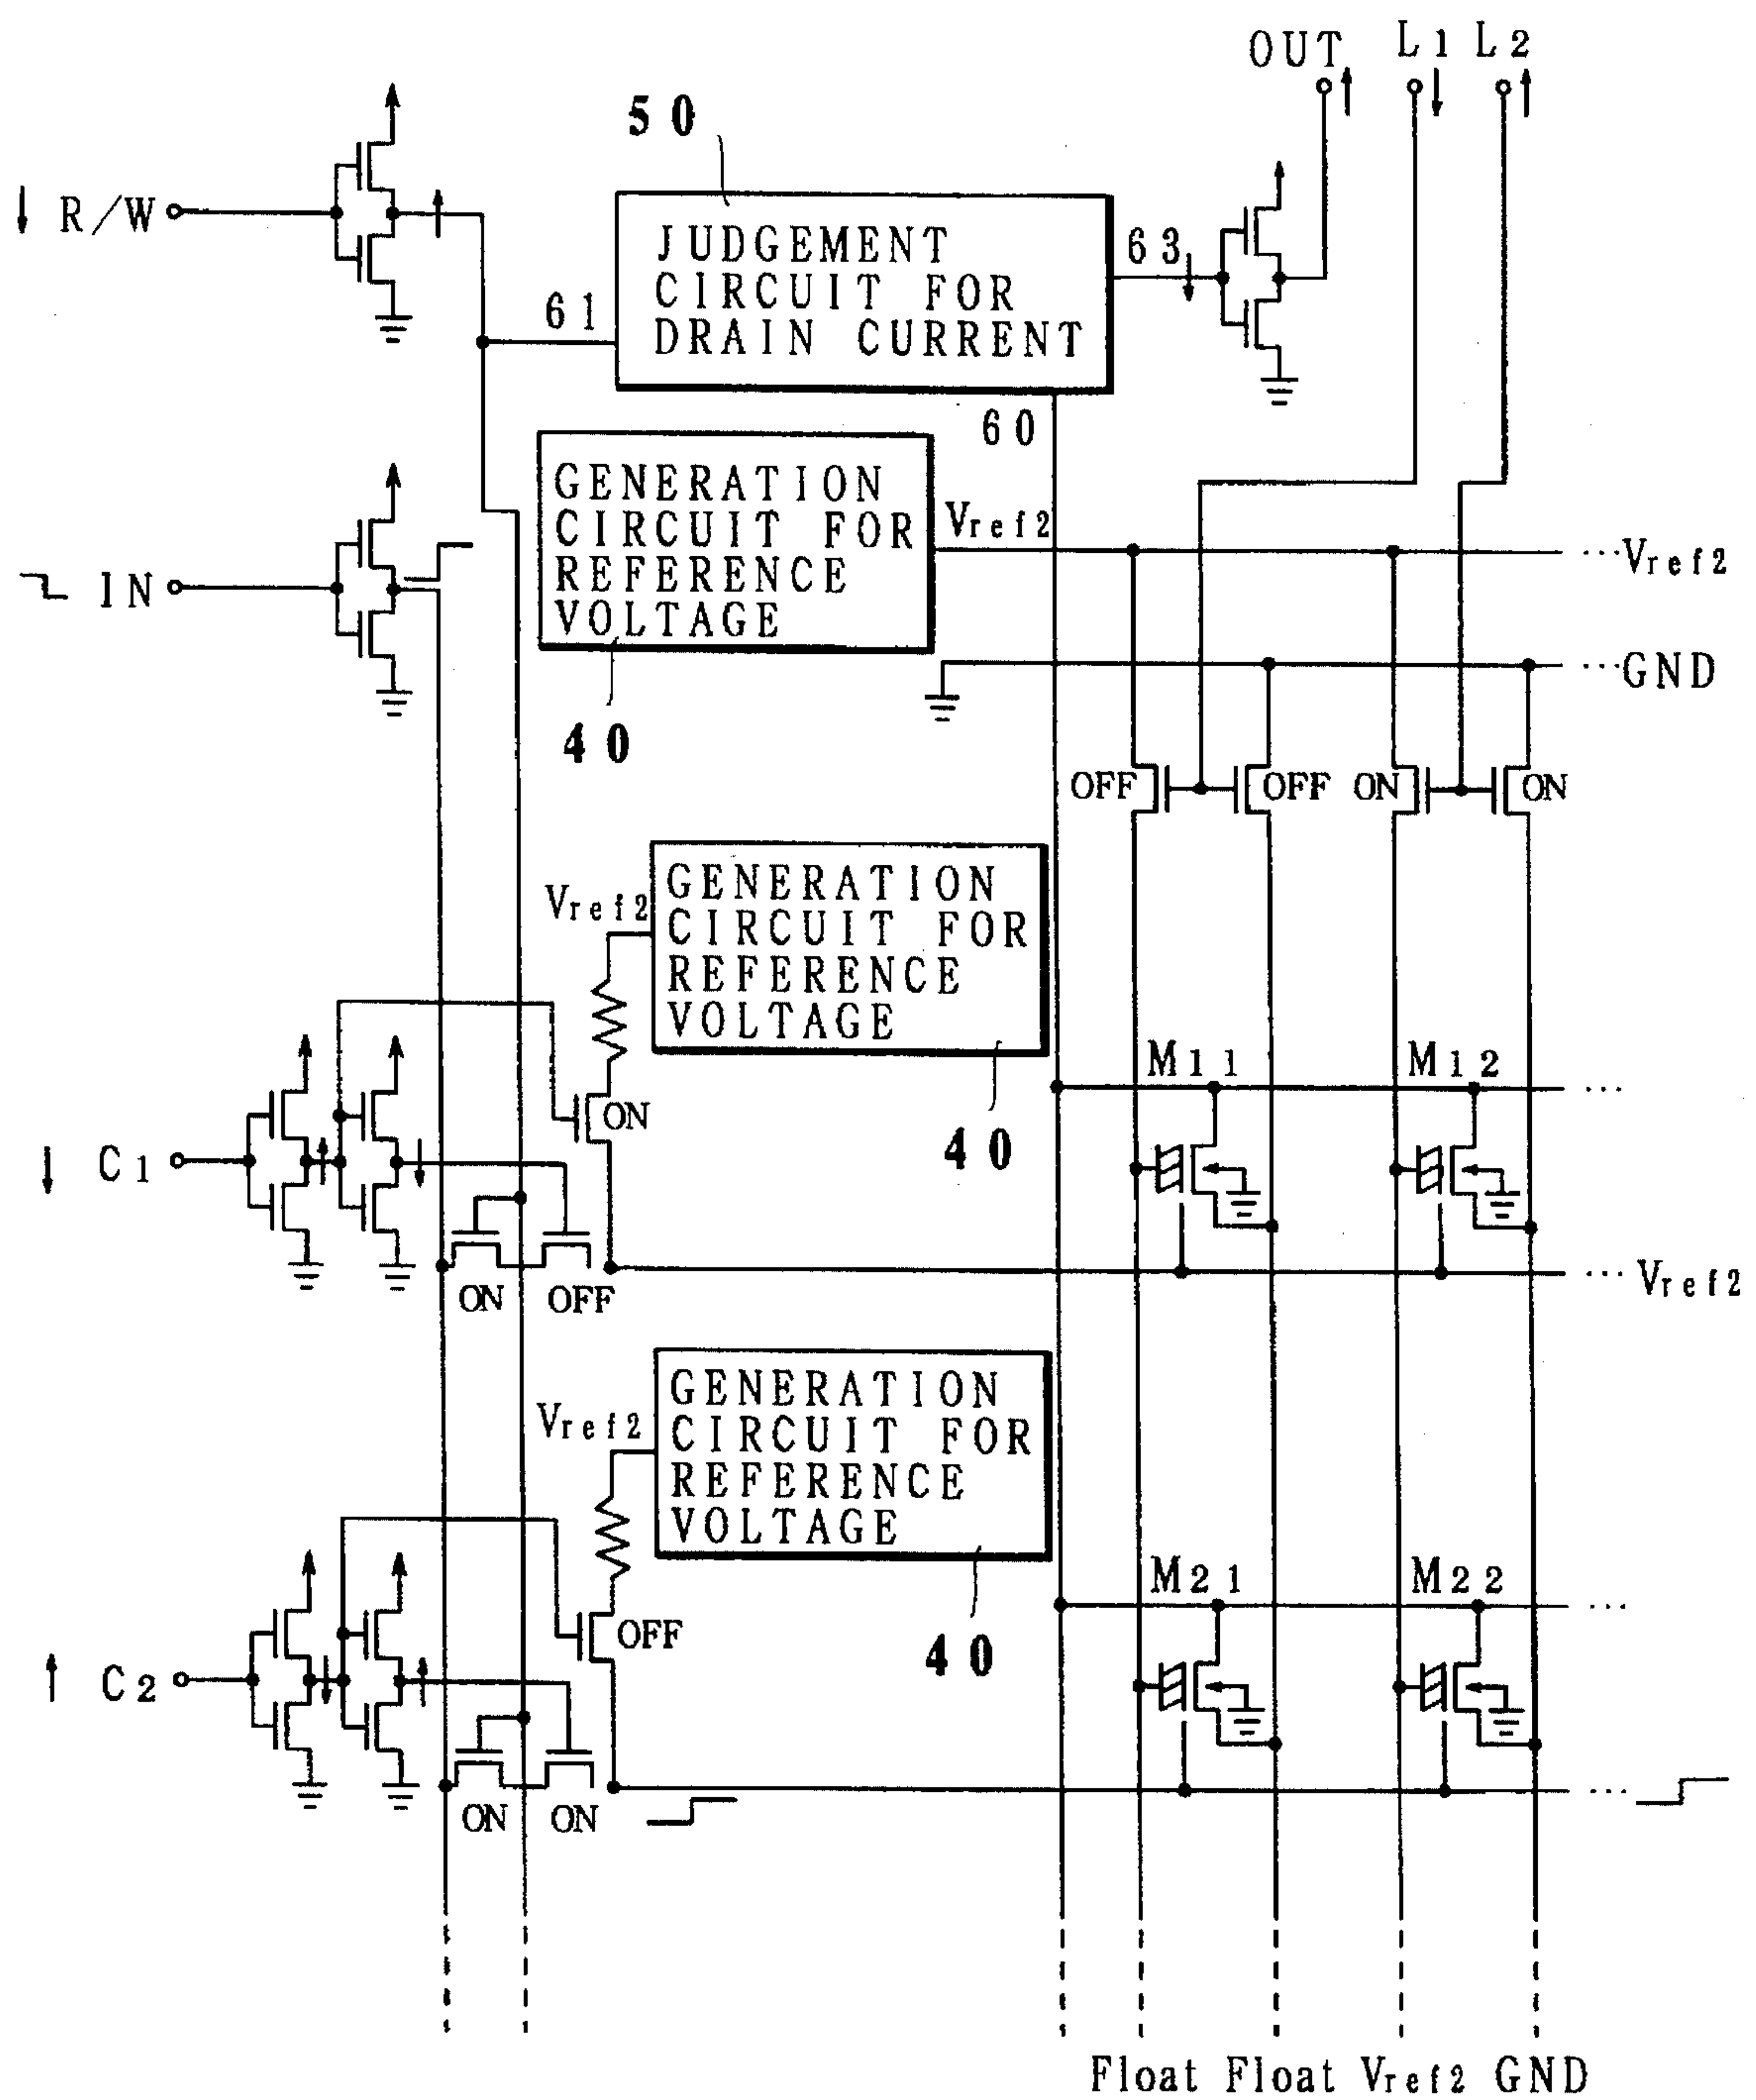 OUT L1 L2
50
R/W
JUDGEMENT
CIRCUIT FOR
DRAIN CURRENT
63
61
60
GENERATION
CIRCUIT FOR
REFERENCE
VOLTAGE
Vref2
...Vref2
IN
...GND
40
OFF OFF ON ON
GENERATION
CIRCUIT FOR
REFERENCE
VOLTAGE
Vref2
M11 M12
...
ON
40
C1
ON OFF
...Vref2
GENERATION
CIRCUIT FOR
REFERENCE
VOLTAGE
Vref2
M21 M22
...
OFF
40
C2
ON ON
...
Float Float Vref2 GND